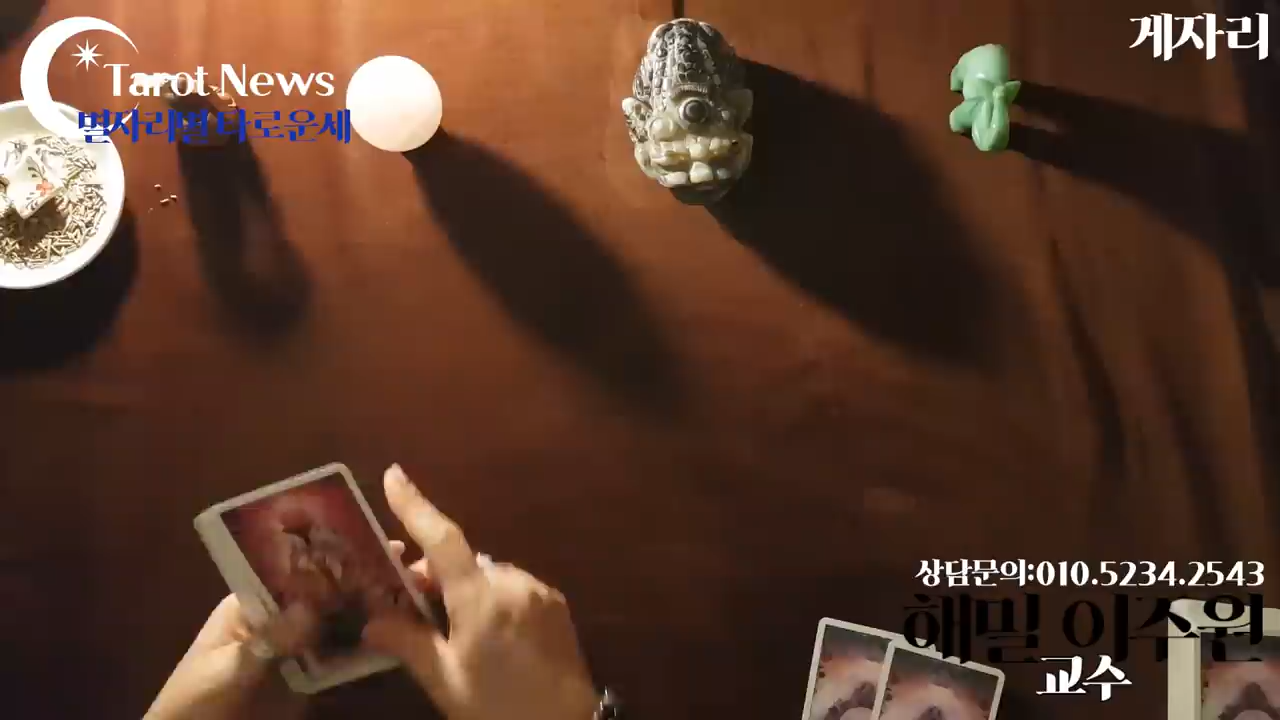 게자리
Tarot News
별자리별 타로운세
상담문의:010.5234.2543
해밀 이주원
교수